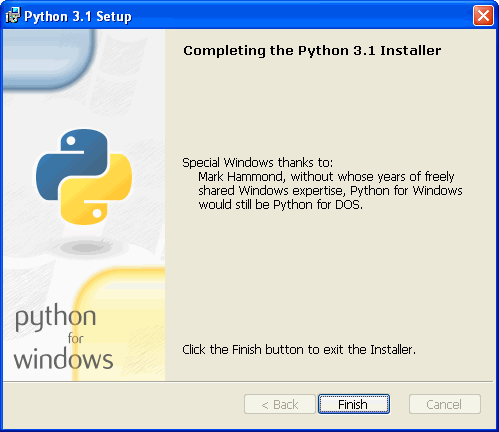 Python 3.1 Setup
Completing the Python 3.1 Installer
Special Windows thanks to:
Mark Hammond, without whose years of freely
shared Windows expertise, Python for Windows
would still be Python for DOS.
python
for
windows
Click the Finish button to exit the Installer.
< Back
Finish
Cancel